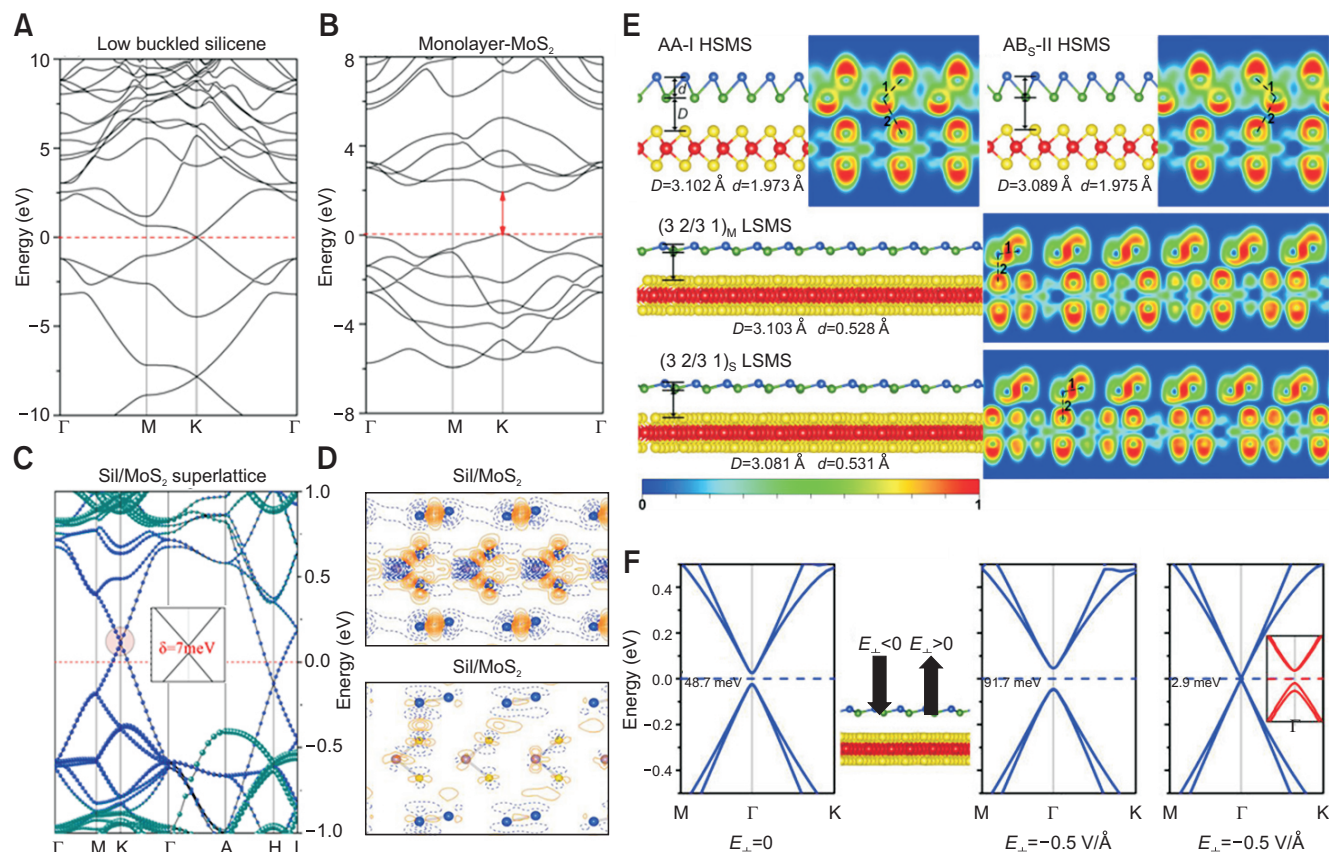 A
Low buckled silicene
Energy (eV)
10
5
0
−5
−10
Γ M K Γ
B
Monolayer-MoS₂
Energy (eV)
8
4
0
−4
−8
Γ M K Γ
C
Sil/MoS₂ superlattice
δ=7meV
1.0
0.5
0.0
−0.5
−1.0
Energy (eV)
Γ M K Γ A H L
D
Sil/MoS₂
Sil/MoS₂
E
AA-I HSMS
d
D
D=3.102 Å d=1.973 Å
1
2
ABS-II HSMS
D=3.089 Å d=1.975 Å
1
2
(3 2/3 1)M LSMS
D=3.103 Å d=0.528 Å
1
2
(3 2/3 1)S LSMS
D=3.081 Å d=0.531 Å
1
2
0 1
F
Energy (eV)
0.4
0.2
0.0
−0.2
−0.4
48.7 meV
M Γ K
E⊥=0
E⊥<0 E⊥>0
91.7 meV
M Γ K
E⊥=−0.5 V/Å
2.9 meV
Γ
M Γ K
E⊥=−0.5 V/Å